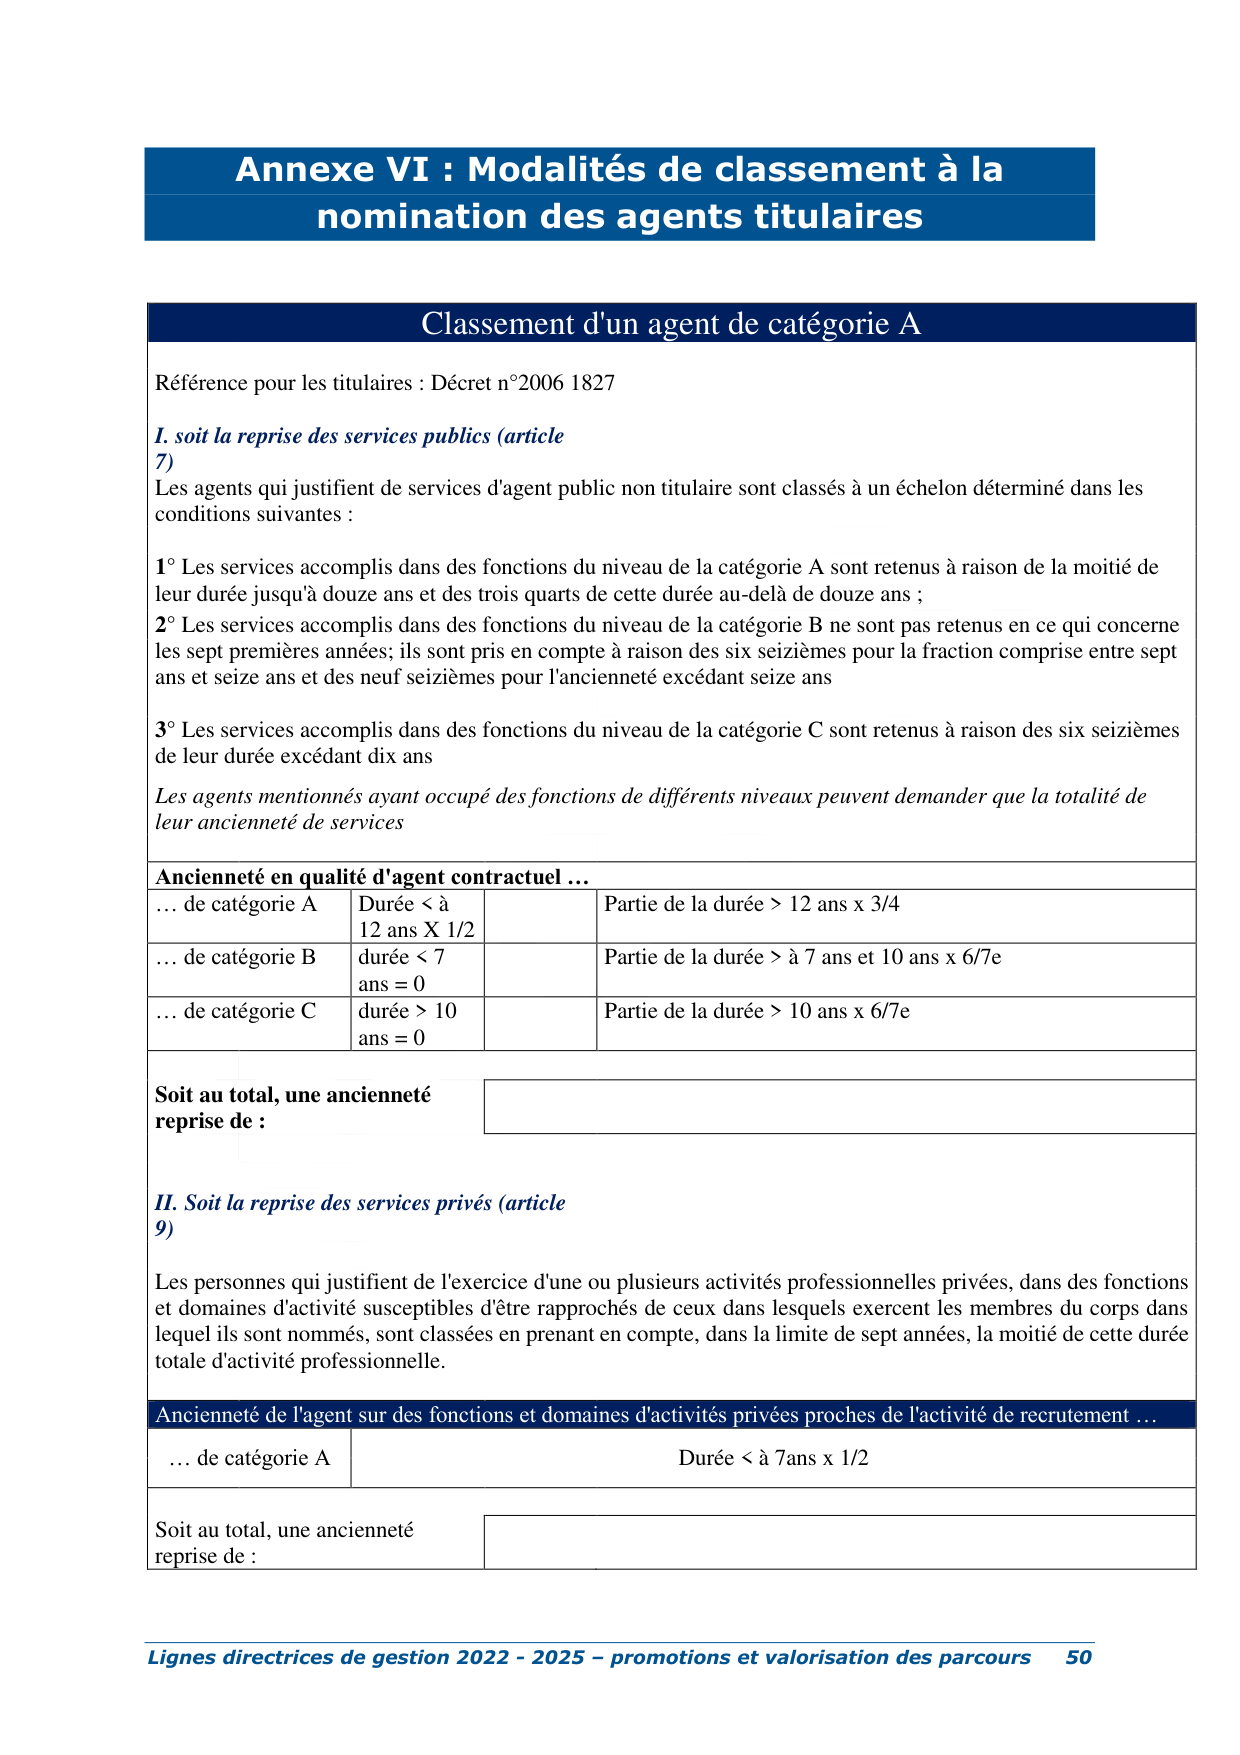 Annexe VI : Modalités de classement à la
nomination des agents titulaires
Classement d'un agent de catégorie A
Référence pour les titulaires : Décret n°2006 1827
I. soit la reprise des services publics (article
7)
Les agents qui justifient de services d'agent public non titulaire sont classés à un échelon déterminé dans les
conditions suivantes :
1° Les services accomplis dans des fonctions du niveau de la catégorie A sont retenus à raison de la moitié de
leur durée jusqu'à douze ans et des trois quarts de cette durée au-delà de douze ans ;
2° Les services accomplis dans des fonctions du niveau de la catégorie B ne sont pas retenus en ce qui concerne
les sept premières années; ils sont pris en compte à raison des six seizièmes pour la fraction comprise entre sept
ans et seize ans et des neuf seizièmes pour l'ancienneté excédant seize ans
3° Les services accomplis dans des fonctions du niveau de la catégorie C sont retenus à raison des six seizièmes
de leur durée excédant dix ans
Les agents mentionnés ayant occupé des fonctions de différents niveaux peuvent demander que la totalité de
leur ancienneté de services
Ancienneté en qualité d'agent contractuel …
… de catégorie A
Durée < à
12 ans X 1/2
Partie de la durée > 12 ans x 3/4
… de catégorie B
durée < 7
ans = 0
Partie de la durée > à 7 ans et 10 ans x 6/7e
… de catégorie C
durée > 10
ans = 0
Partie de la durée > 10 ans x 6/7e
Soit au total, une ancienneté
reprise de :
II. Soit la reprise des services privés (article
9)
Les personnes qui justifient de l'exercice d'une ou plusieurs activités professionnelles privées, dans des fonctions
et domaines d'activité susceptibles d'être rapprochés de ceux dans lesquels exercent les membres du corps dans
lequel ils sont nommés, sont classées en prenant en compte, dans la limite de sept années, la moitié de cette durée
totale d'activité professionnelle.
Ancienneté de l'agent sur des fonctions et domaines d'activités privées proches de l'activité de recrutement …
… de catégorie A
Durée < à 7ans x 1/2
Soit au total, une ancienneté
reprise de :
Lignes directrices de gestion 2022 - 2025 – promotions et valorisation des parcours 50